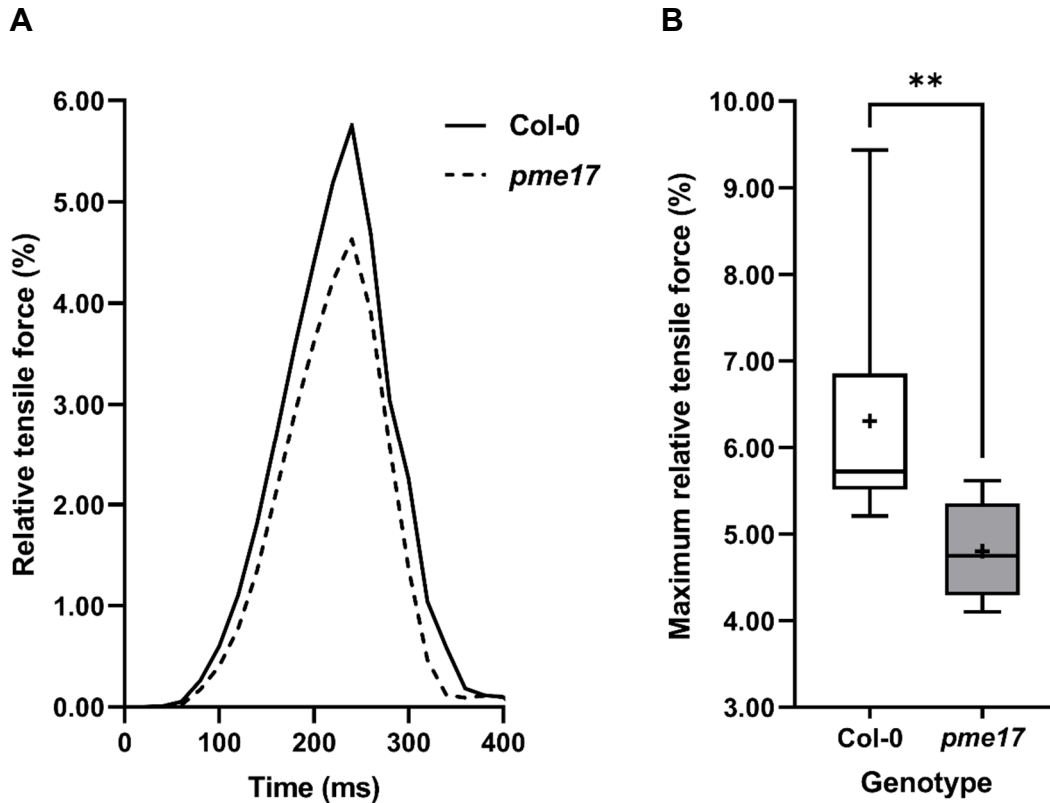 A
Relative tensile force (%)
6.00
5.00
4.00
3.00
2.00
1.00
0.00
0 100 200 300 400
Time (ms)
Col-0
pme17
B
Maximum relative tensile force (%)
10.00
9.00
8.00
7.00
6.00
5.00
4.00
3.00
**
Col-0 pme17
Genotype